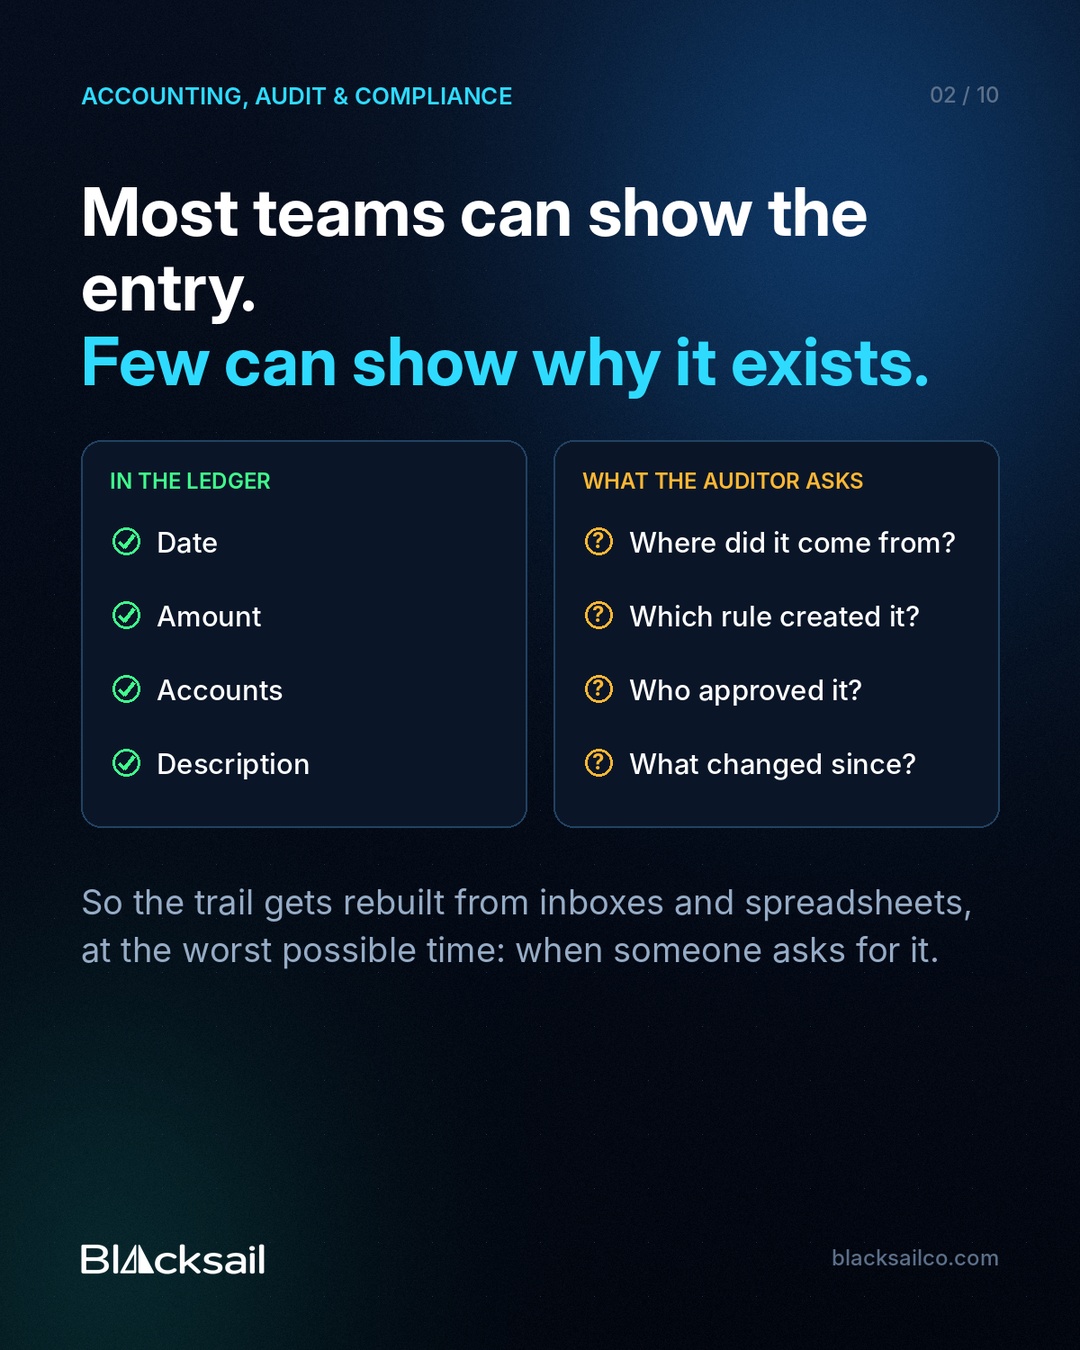 ACCOUNTING, AUDIT & COMPLIANCE
02 / 10
Most teams can show the
entry.
Few can show why it exists.
IN THE LEDGER
Date
Amount
Accounts
Description
WHAT THE AUDITOR ASKS
Where did it come from?
Which rule created it?
Who approved it?
What changed since?
So the trail gets rebuilt from inboxes and spreadsheets,
at the worst possible time: when someone asks for it.
Blacksail
blacksailco.com